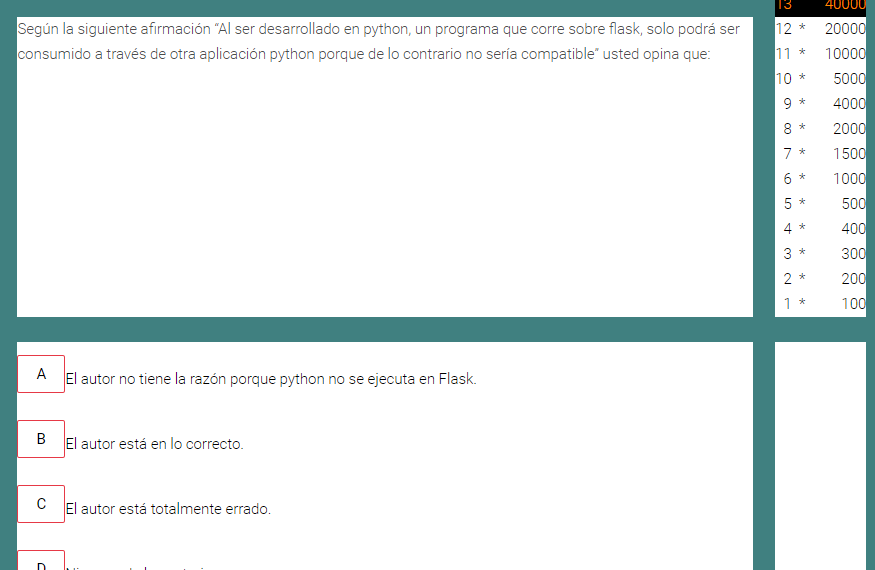 Según la siguiente afirmación “Al ser desarrollado en python, un programa que corre sobre flask, solo podrá ser
consumido a través de otra aplicación python porque de lo contrario no sería compatible” usted opina que:
13 40000
12 * 20000
11 * 10000
10 * 5000
9 * 4000
8 * 2000
7 * 1500
6 * 1000
5 * 500
4 * 400
3 * 300
2 * 200
1 * 100
A El autor no tiene la razón porque python no se ejecuta en Flask.
B El autor está en lo correcto.
C El autor está totalmente errado.
D